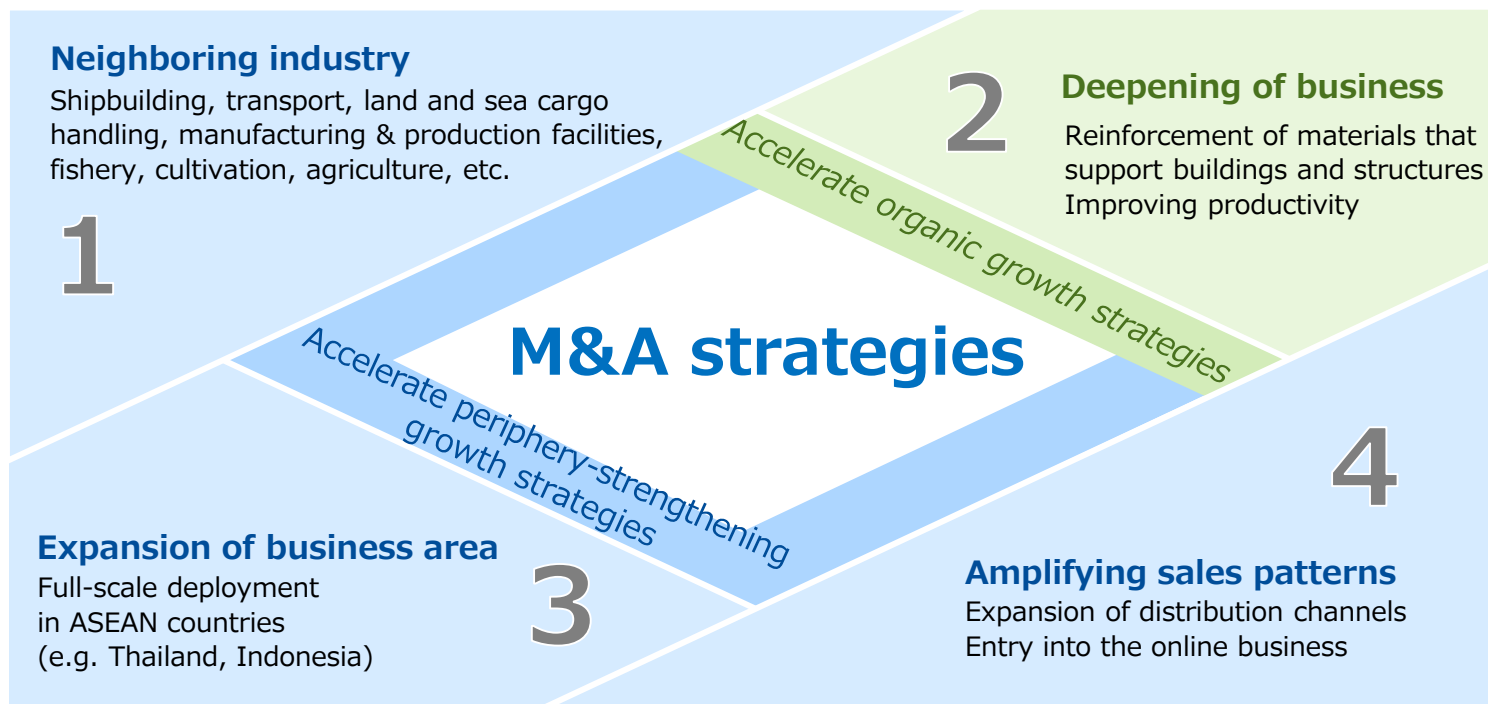 Neighboring industry
Shipbuilding, transport, land and sea cargo
handling, manufacturing & production facilities,
fishery, cultivation, agriculture, etc.
1
2
Deepening of business
Reinforcement of materials that
support buildings and structures
Improving productivity
Accelerate organic growth strategies
M&A strategies
Accelerate periphery-strengthening
growth strategies
Expansion of business area
Full-scale deployment
in ASEAN countries
(e.g. Thailand, Indonesia)
3
4
Amplifying sales patterns
Expansion of distribution channels
Entry into the online business